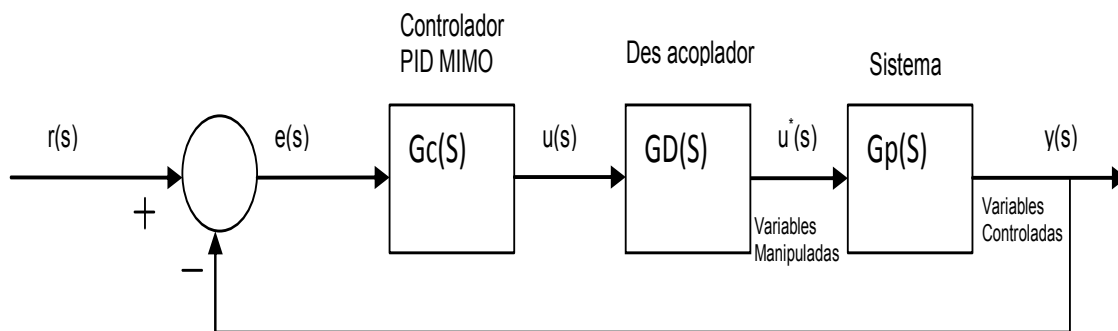 Controlador
PID MIMO
Des acoplador
Sistema
r(s)
e(s)
Gc(S)
u(s)
GD(S)
u*(s)
Gp(S)
y(s)
+
−
Variables
Manipuladas
Variables
Controladas